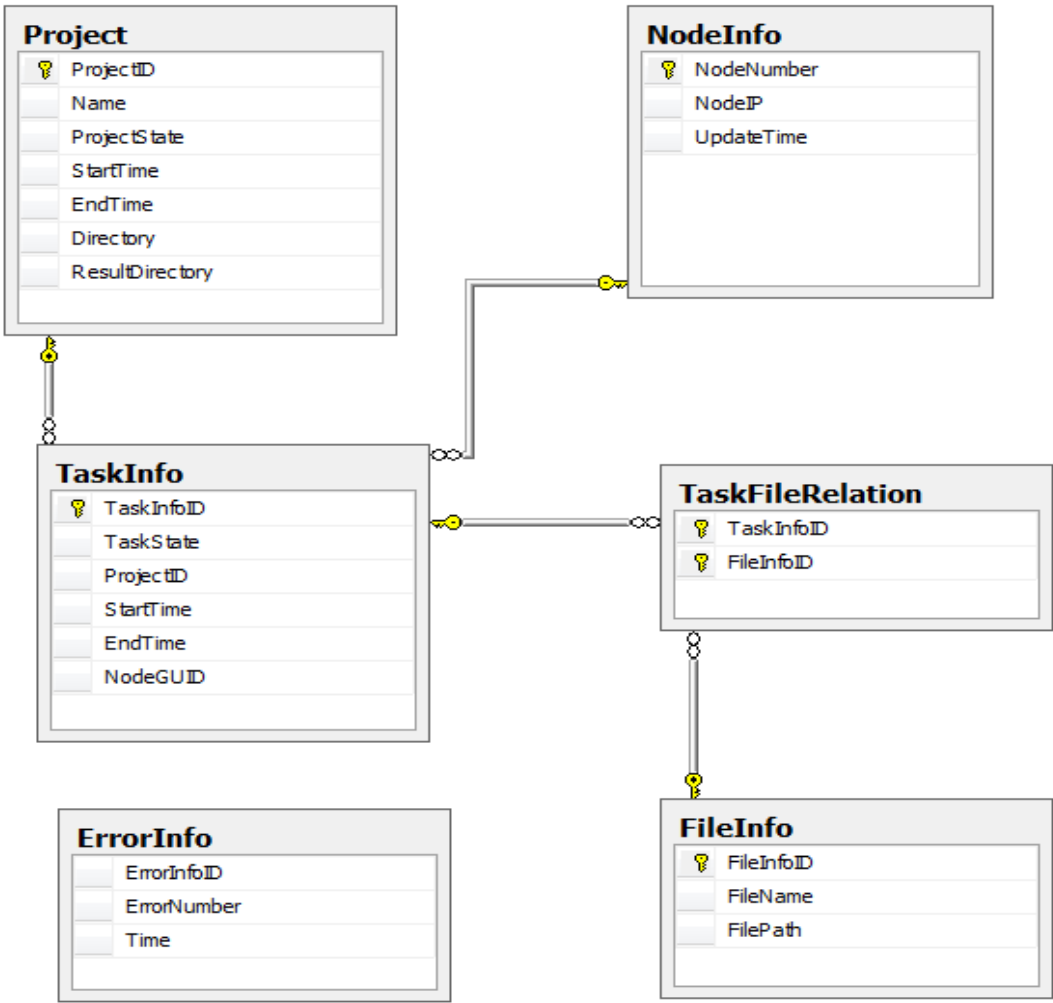 Project
ProjectID
Name
ProjectState
StartTime
EndTime
Directory
ResultDirectory
NodeInfo
NodeNumber
NodeIP
UpdateTime
TaskInfo
TaskInfoID
TaskState
ProjectID
StartTime
EndTime
NodeGUID
TaskFileRelation
TaskInfoID
FileInfoID
ErrorInfo
ErrorInfoID
ErrorNumber
Time
FileInfo
FileInfoID
FileName
FilePath